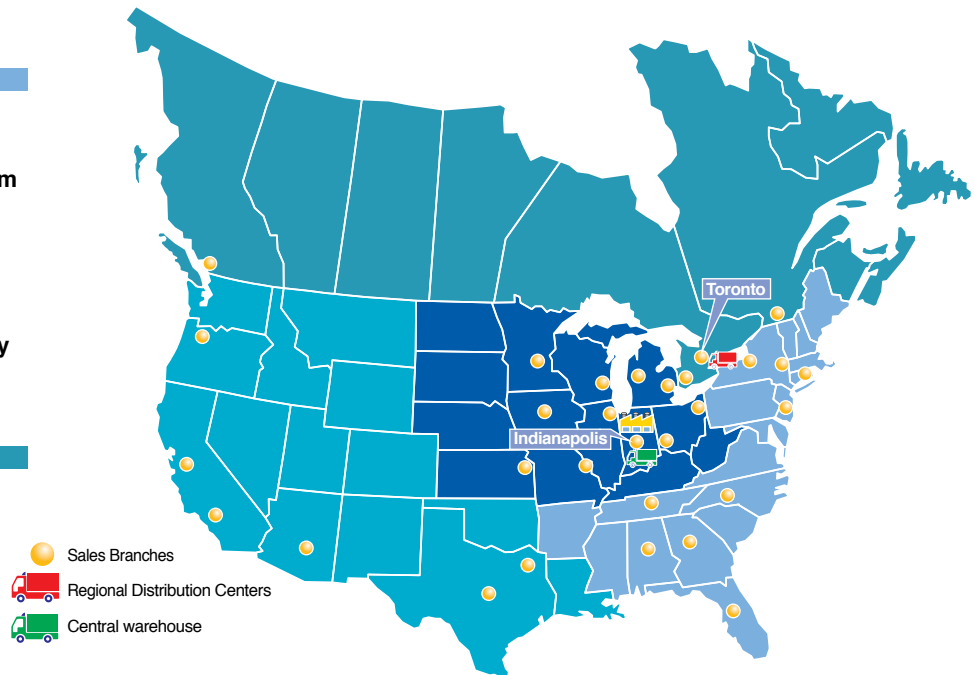 m
y
Toronto
Indianapolis
Sales Branches
Regional Distribution Centers
Central warehouse